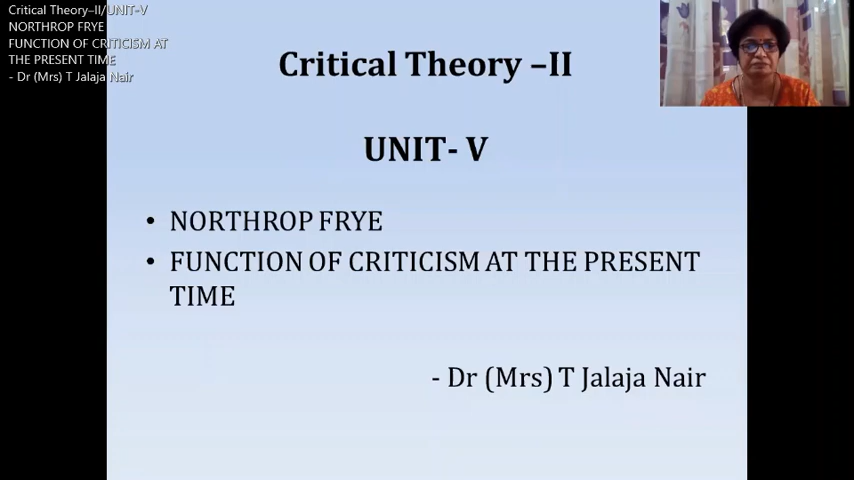 Critical Theory–II/UNIT-V
NORTHROP FRYE
FUNCTION OF CRITICISM AT
THE PRESENT TIME
- Dr (Mrs) T Jalaja Nair
Critical Theory –II
UNIT- V
• NORTHROP FRYE
• FUNCTION OF CRITICISM AT THE PRESENT
TIME
- Dr (Mrs) T Jalaja Nair